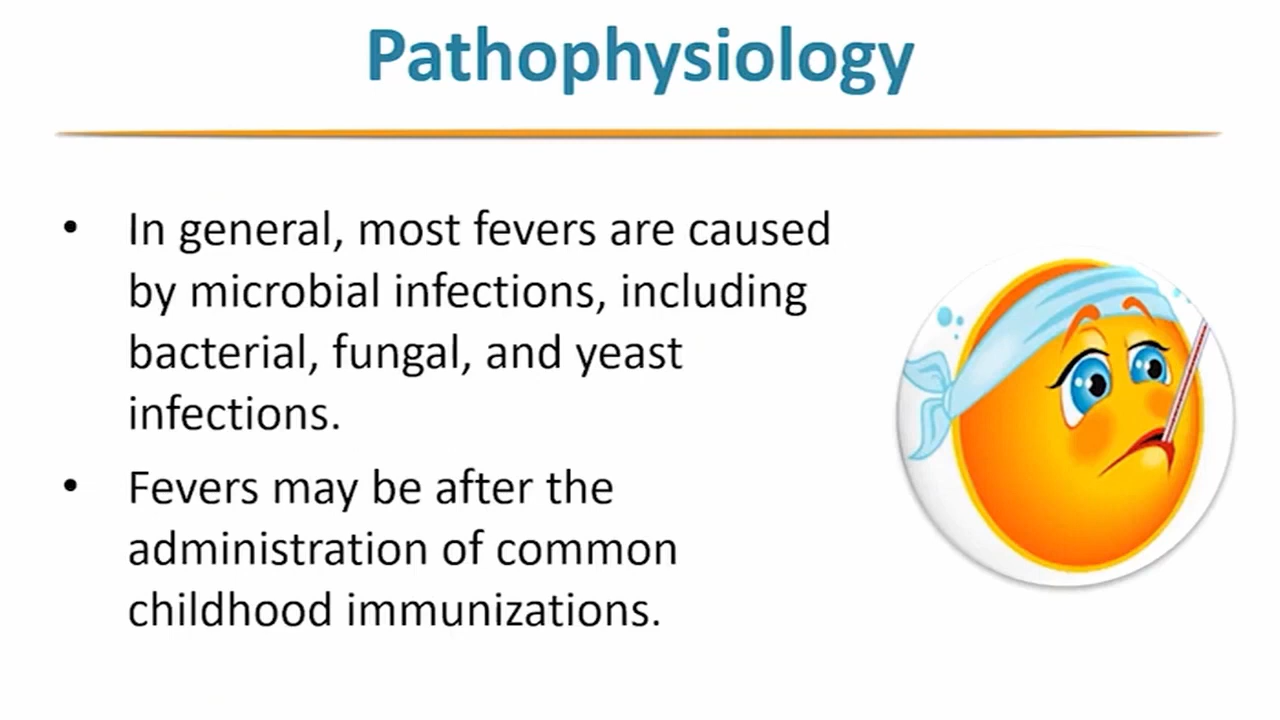 Pathophysiology
• In general, most fevers are caused
by microbial infections, including
bacterial, fungal, and yeast
infections.
• Fevers may be after the
administration of common
childhood immunizations.